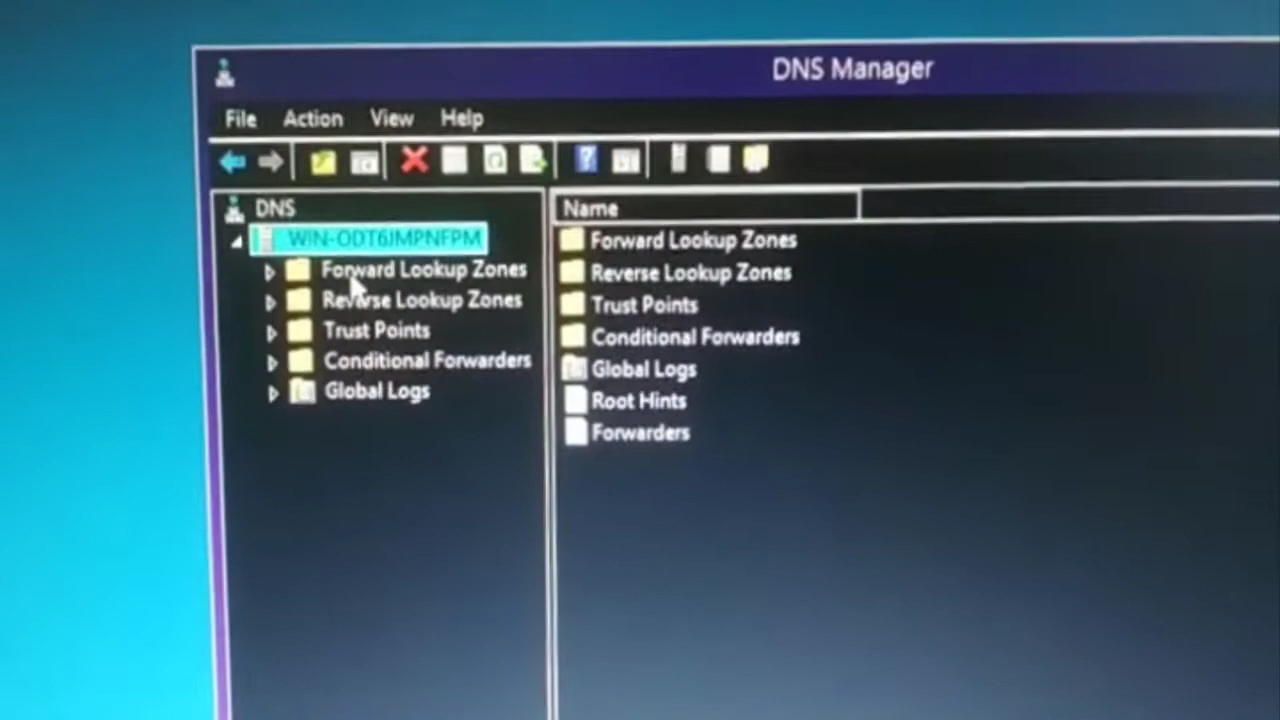 DNS Manager
File Action View Help
DNS
WIN-ODT6JMPNFPM
Forward Lookup Zones
Reverse Lookup Zones
Trust Points
Conditional Forwarders
Global Logs
Name
Forward Lookup Zones
Reverse Lookup Zones
Trust Points
Conditional Forwarders
Global Logs
Root Hints
Forwarders